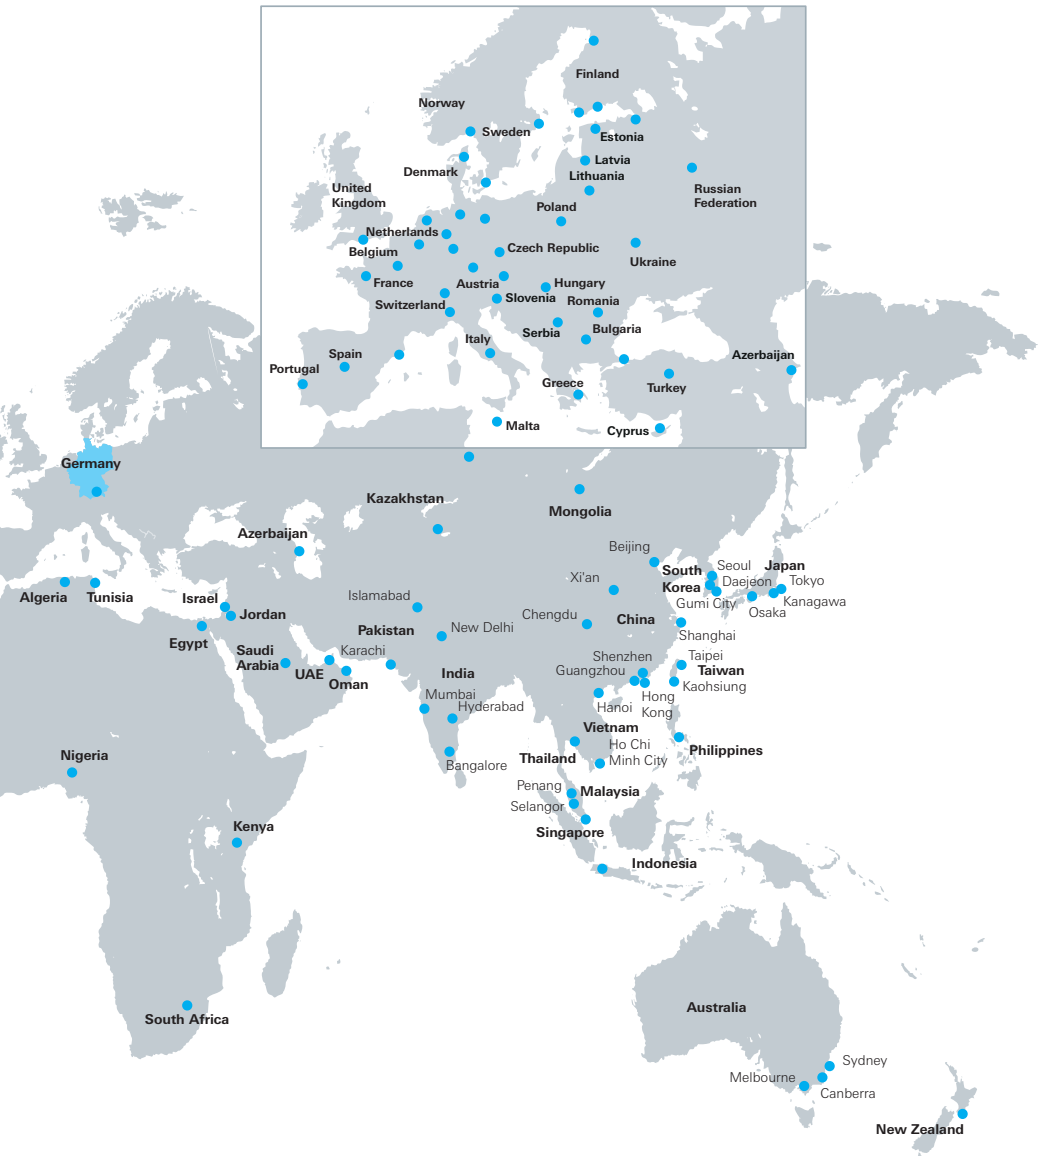 Finland
Norway
Sweden
Estonia
Denmark
Latvia
Lithuania
United
Kingdom
Russian
Federation
Poland
Netherlands
Belgium
Czech Republic
Ukraine
France
Austria
Hungary
Switzerland
Slovenia
Romania
Serbia
Bulgaria
Italy
Spain
Portugal
Azerbaijan
Greece
Turkey
Malta
Cyprus
Germany
Kazakhstan
Mongolia
Azerbaijan
Beijing
South
Korea
Seoul
Daejeon
Gumi City
Japan
Tokyo
Kanagawa
Osaka
Xi'an
Algeria
Tunisia
Israel
Jordan
Islamabad
Chengdu
China
Shanghai
Egypt
Pakistan
New Delhi
Saudi
Arabia
UAE
Oman
Karachi
India
Shenzhen
Guangzhou
Taipei
Taiwan
Kaohsiung
Hong
Kong
Mumbai
Hyderabad
Hanoi
Vietnam
Nigeria
Bangalore
Thailand
Ho Chi
Minh City
Philippines
Penang
Malaysia
Selangor
Singapore
Kenya
Indonesia
South Africa
Australia
Sydney
Melbourne
Canberra
New Zealand